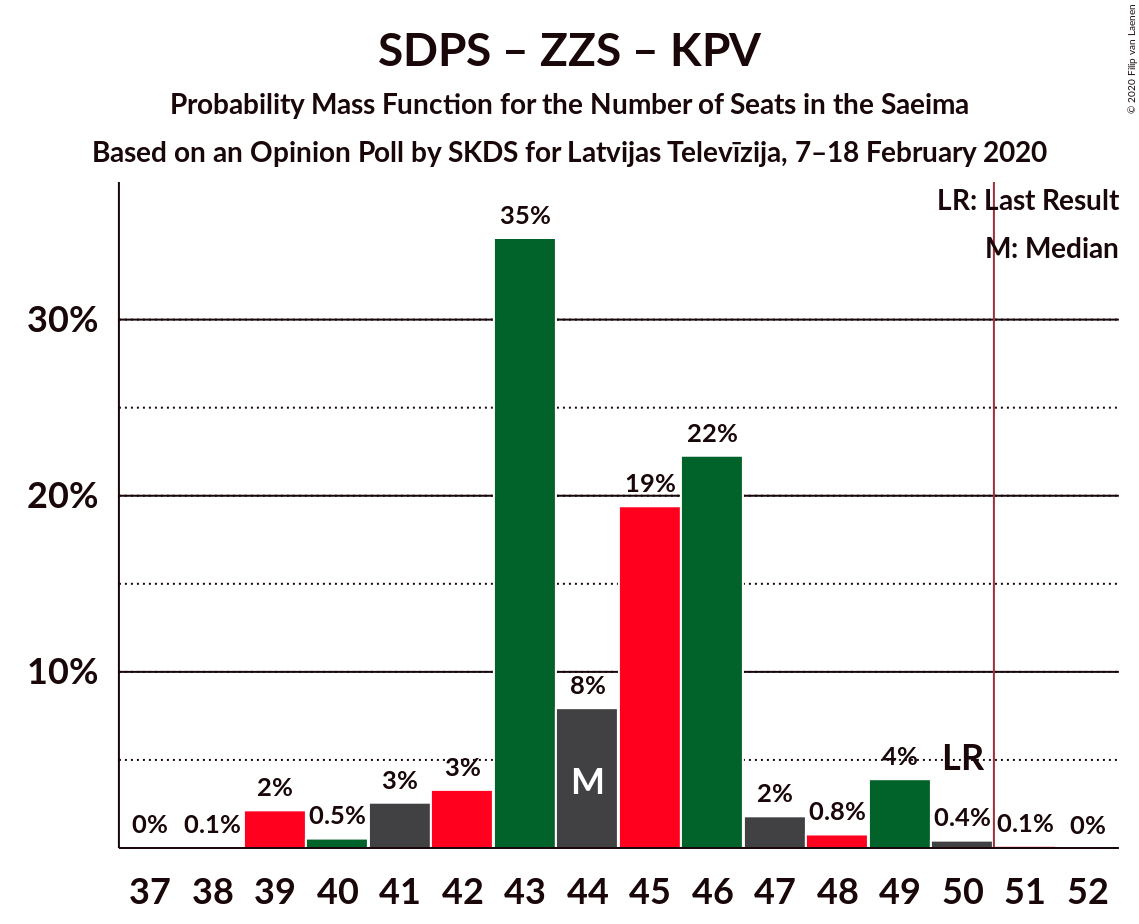 SDPS – ZZS – KPV
Probability Mass Function for the Number of Seats in the Saeima
Based on an Opinion Poll by SKDS for Latvijas Televīzija, 7–18 February 2020
© 2020 Filip van Laenen
LR: Last Result
M: Median
30%
20%
10%
0%
0.1%
2%
0.5%
3%
3%
35%
8%
19%
22%
2%
0.8%
4%
0.4%
0.1%
0%
M
LR
37 38 39 40 41 42 43 44 45 46 47 48 49 50 51 52